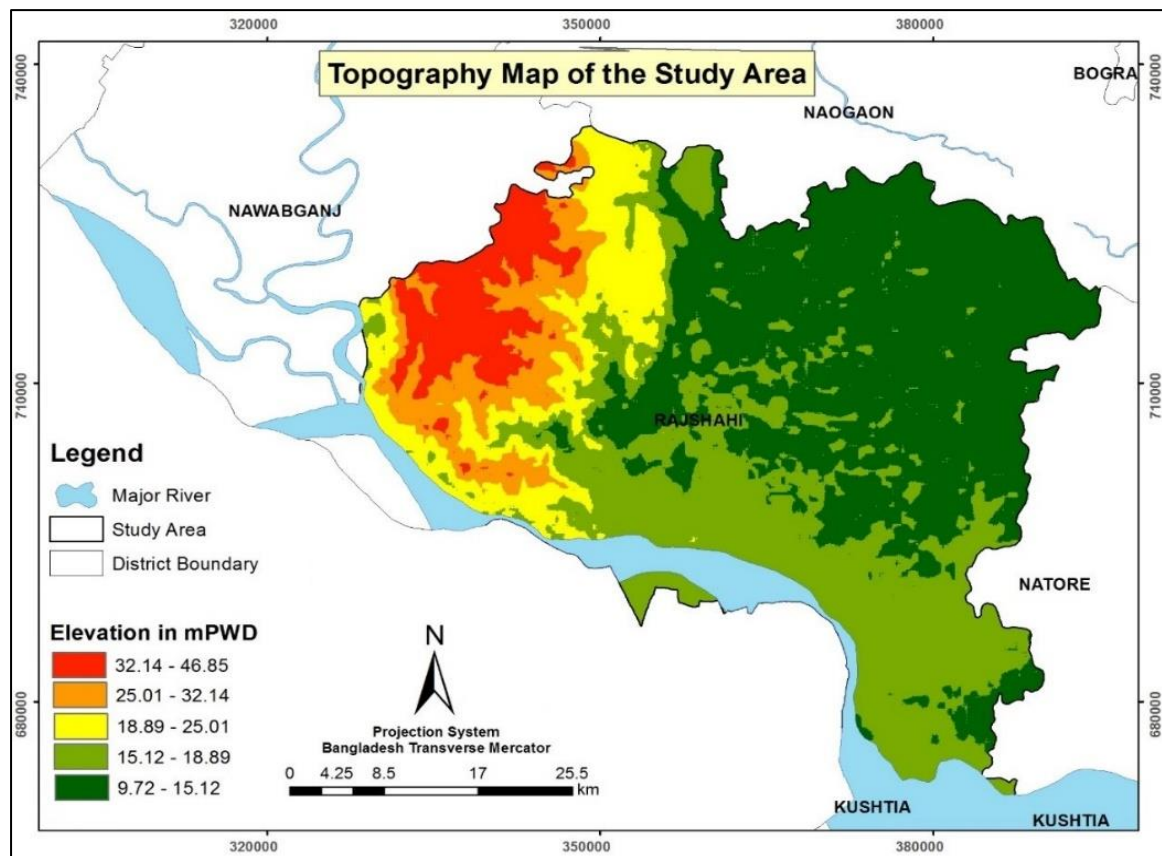 320000 350000 380000
Topography Map of the Study Area
740000 740000
BOGRA
NAOGAON
NAWABGANJ
710000 710000
RAJSHAHI
Legend
Major River
Study Area
District Boundary
NATORE
Elevation in mPWD
32.14 - 46.85
25.01 - 32.14
18.89 - 25.01
15.12 - 18.89
9.72 - 15.12
N
Projection System
Bangladesh Transverse Mercator
0 4.25 8.5 17 25.5
km
680000 680000
KUSHTIA
KUSHTIA
320000 350000 380000